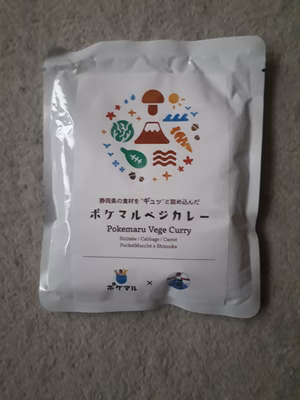 静岡県の食材を"ギュッ"と詰め込んだ
ポケマルベジカレー
Pokemaru Vege Curry
Shiitake / Cabbage / Carrot
PocketMarché x Shizuoka
ポケマル ×